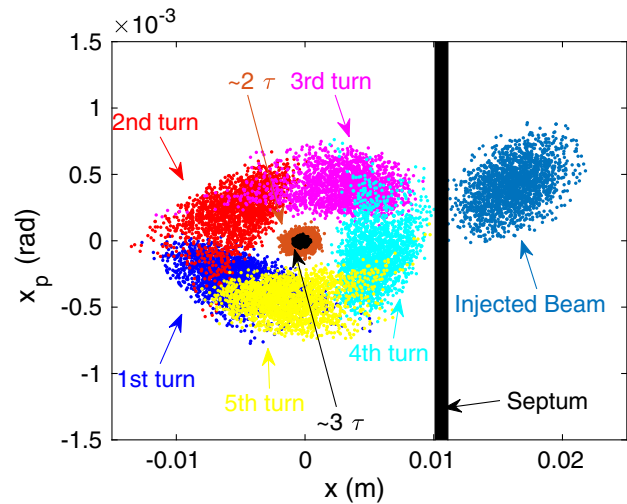 ×10⁻³
1.5
1
0.5
0
-0.5
-1
-1.5
x_p (rad)
~2 τ
3rd turn
2nd turn
Injected Beam
1st turn
4th turn
5th turn
Septum
~3 τ
-0.01
0
0.01
0.02
x (m)